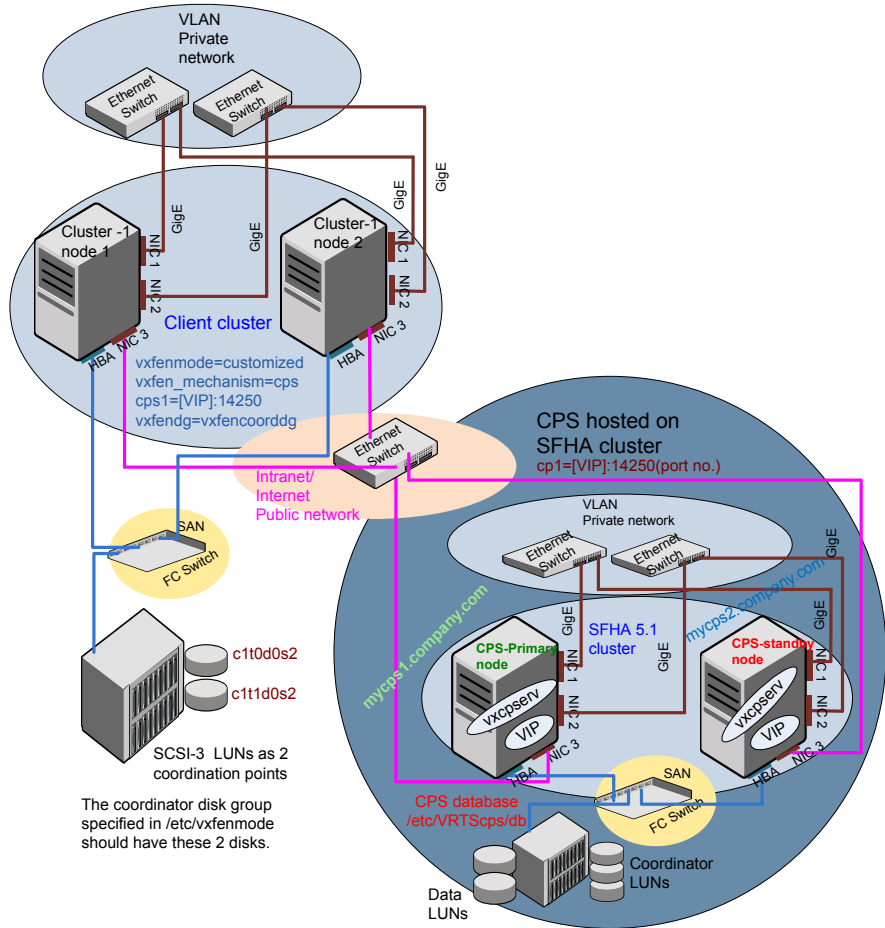 VLAN
Private
network
Ethernet
Switch
Ethernet
Switch
GigE
GigE
GigE
GigE
Cluster -1
node 1
NIC 1
NIC 2
HBA
NIC 3
Cluster-1
node 2
NIC 1
NIC 2
HBA
NIC 3
Client cluster
vxfenmode=customized
vxfen_mechanism=cps
cps1=[VIP]:14250
vxfendg=vxfencoorddg
Ethernet
Switch
Intranet/
Internet
Public network
SAN
FC Switch
c1t0d0s2
c1t1d0s2
SCSI-3 LUNs as 2
coordination points
The coordinator disk group
specified in /etc/vxfenmode
should have these 2 disks.
CPS hosted on
SFHA cluster
cp1=[VIP]:14250(port no.)
VLAN
Private network
Ethernet
Switch
Ethernet
Switch
GigE
GigE
GigE
GigE
mycps1.company.com
mycps2.company.com
SFHA 5.1
cluster
CPS-Primary
node
vxcpserv
VIP
NIC 1
NIC 2
HBA
NIC 3
CPS-standby
node
vxcpserv
VIP
NIC 1
NIC 2
HBA
NIC 3
SAN
FC Switch
CPS database
/etc/VRTScps/db
Data
LUNs
Coordinator
LUNs